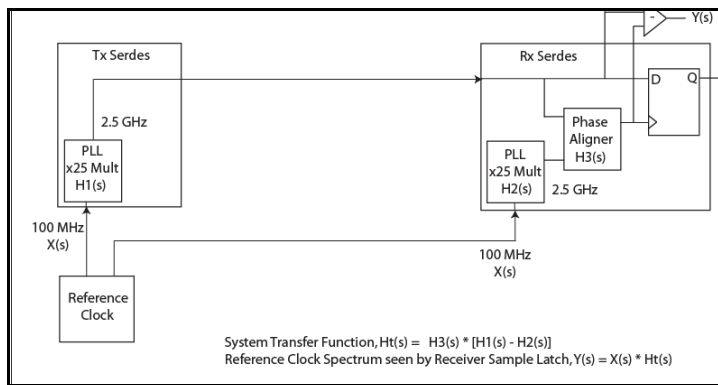 Y(s)
-
Tx Serdes
Rx Serdes
D Q
2.5 GHz
Phase
Aligner
H3(s)
PLL
x25 Mult
H1(s)
PLL
x25 Mult
H2(s)
2.5 GHz
100 MHz
X(s)
100 MHz
X(s)
Reference
Clock
System Transfer Function, Ht(s) = H3(s) * [H1(s) - H2(s)]
Reference Clock Spectrum seen by Receiver Sample Latch, Y(s) = X(s) * Ht(s)